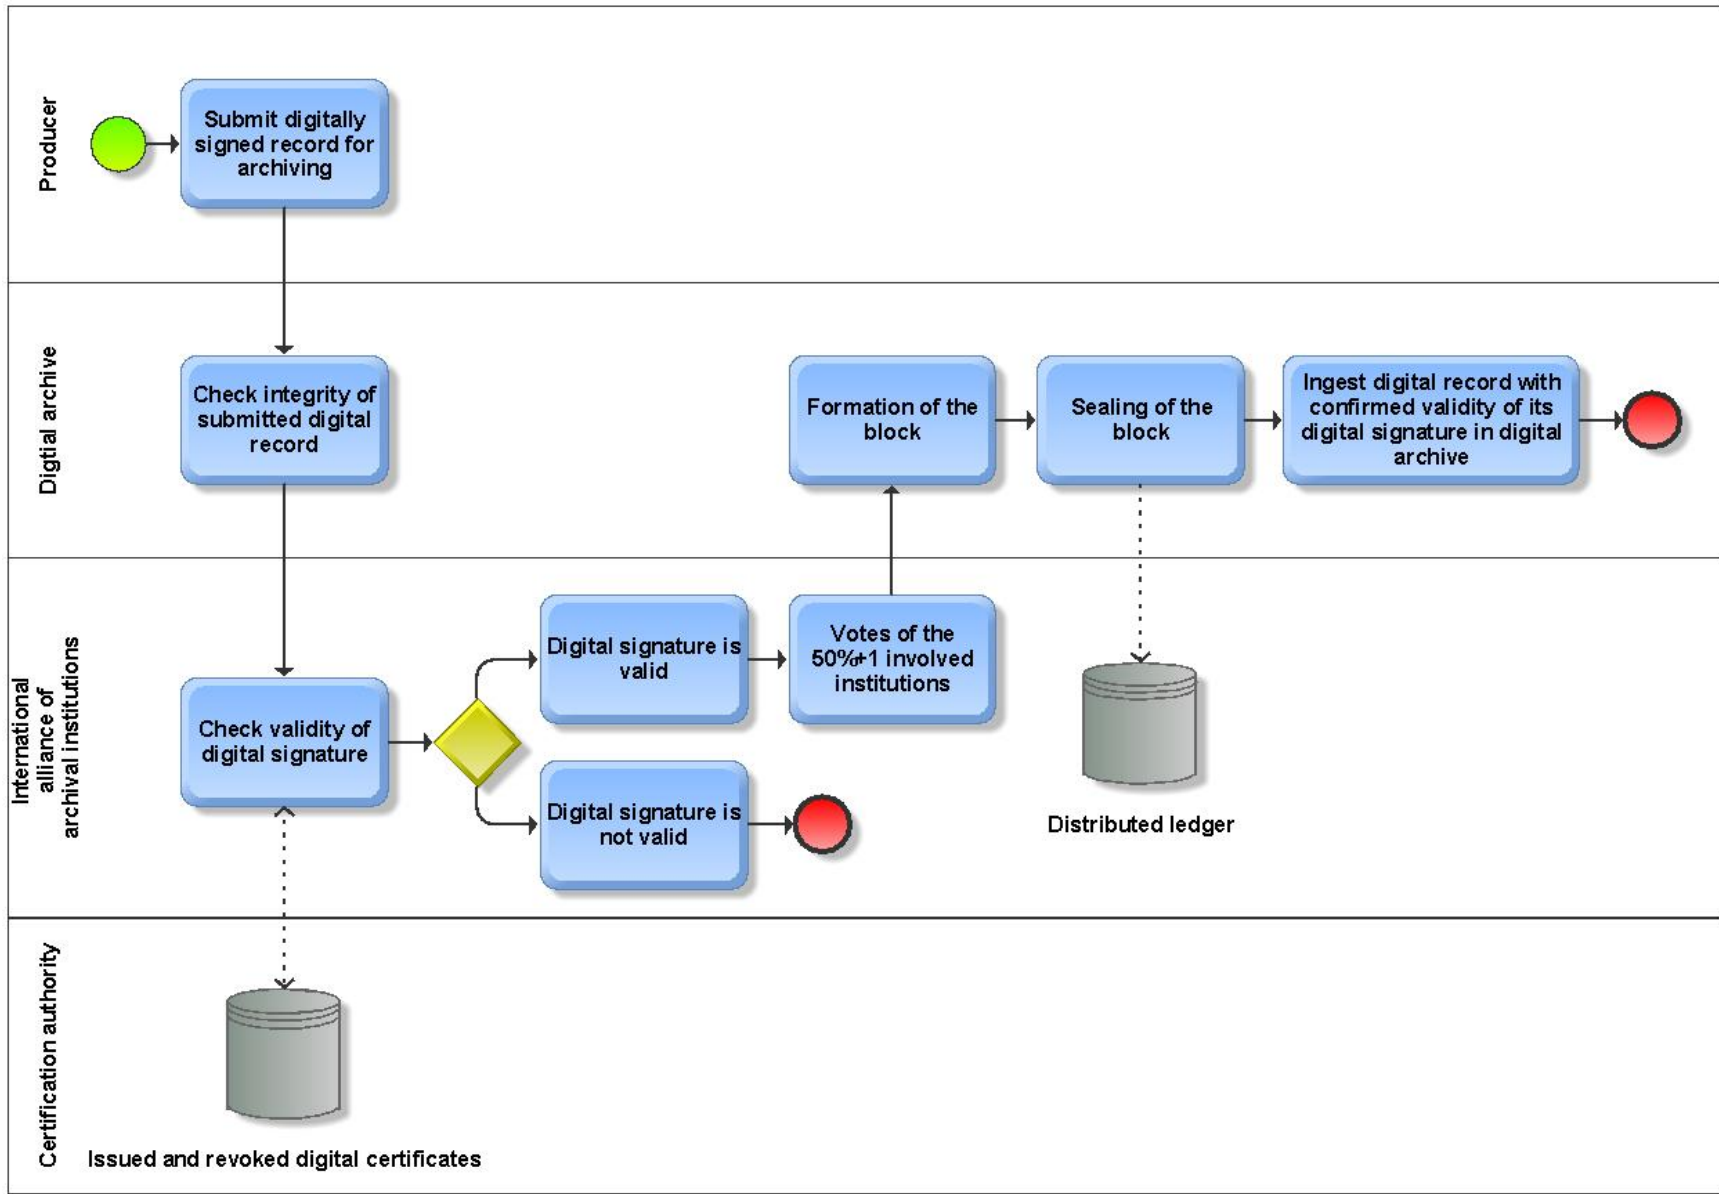 Producer
Submit digitally
signed record for
archiving
Digtial archive
Check integrity of
submitted digital
record
Formation of the
block
Sealing of the
block
Ingest digital record with
confirmed validity of its
digital signature in digital
archive
International
alliance of
archival institutions
Check validity of
digital signature
Digital signature is
valid
Votes of the
50%+1 involved
institutions
Digital signature is
not valid
Distributed ledger
Certification authority
Issued and revoked digital certificates